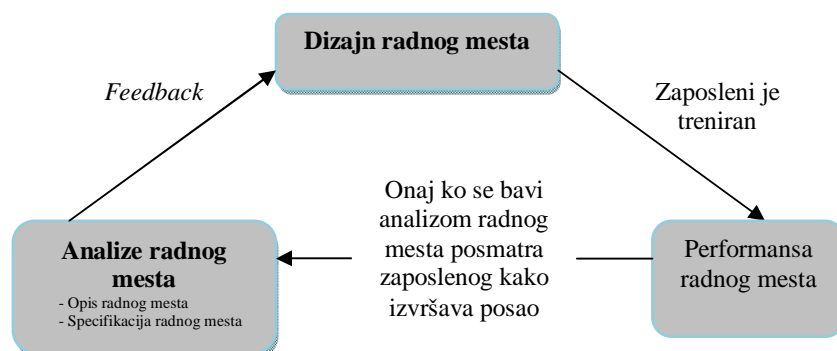 Dizajn radnog mesta
Feedback
Zaposleni je
treniran
Onaj ko se bavi
analizom radnog
mesta posmatra
zaposlenog kako
izvršava posao
Analize radnog
mesta
- Opis radnog mesta
- Specifikacija radnog mesta
Performansa
radnog mesta